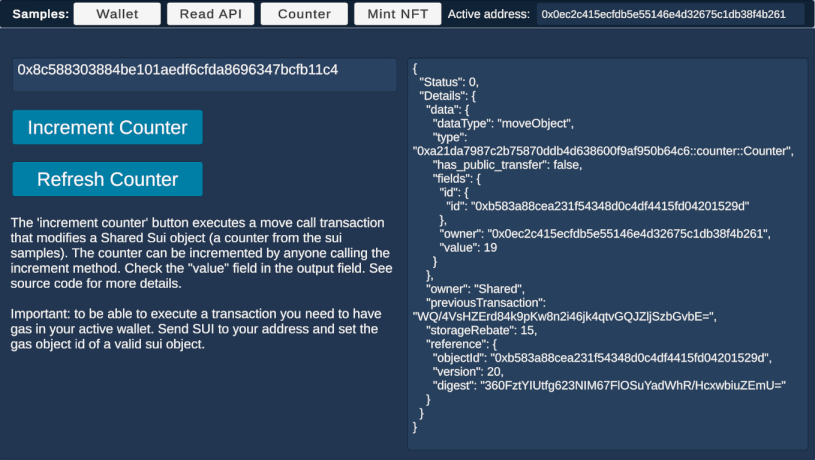 Samples: Wallet Read API Counter Mint NFT Active address: 0x0ec2c415ecfdb5e55146e4d32675c1db38f4b261
0x8c588303884be101aedf6cfda8696347bcfb11c4
Increment Counter
Refresh Counter
The 'increment counter' button executes a move call transaction
that modifies a Shared Sui object (a counter from the sui
samples). The counter can be incremented by anyone calling the
increment method. Check the "value" field in the output field. See
source code for more details.
Important: to be able to execute a transaction you need to have
gas in your active wallet. Send SUI to your address and set the
gas object id of a valid sui object.
{
"Status": 0,
"Details": {
"data": {
"dataType": "moveObject",
"type":
"0xa21da7987c2b75870ddb4d638600f9af950b64c6::counter::Counter",
"has_public_transfer": false,
"fields": {
"id": {
"id": "0xb583a88cea231f54348d0c4df4415fd04201529d"
},
"owner": "0x0ec2c415ecfdb5e55146e4d32675c1db38f4b261",
"value": 19
}
},
"owner": "Shared",
"previousTransaction":
"WQ/4VsHZErd84k9pKw8n2i46jk4qtvGQJZljSzbGvbE=",
"storageRebate": 15,
"reference": {
"objectId": "0xb583a88cea231f54348d0c4df4415fd04201529d",
"version": 20,
"digest": "360FztYIUtfg623NIM67FlOSuYadWhR/HcxwbiuZEmU="
}
}
}